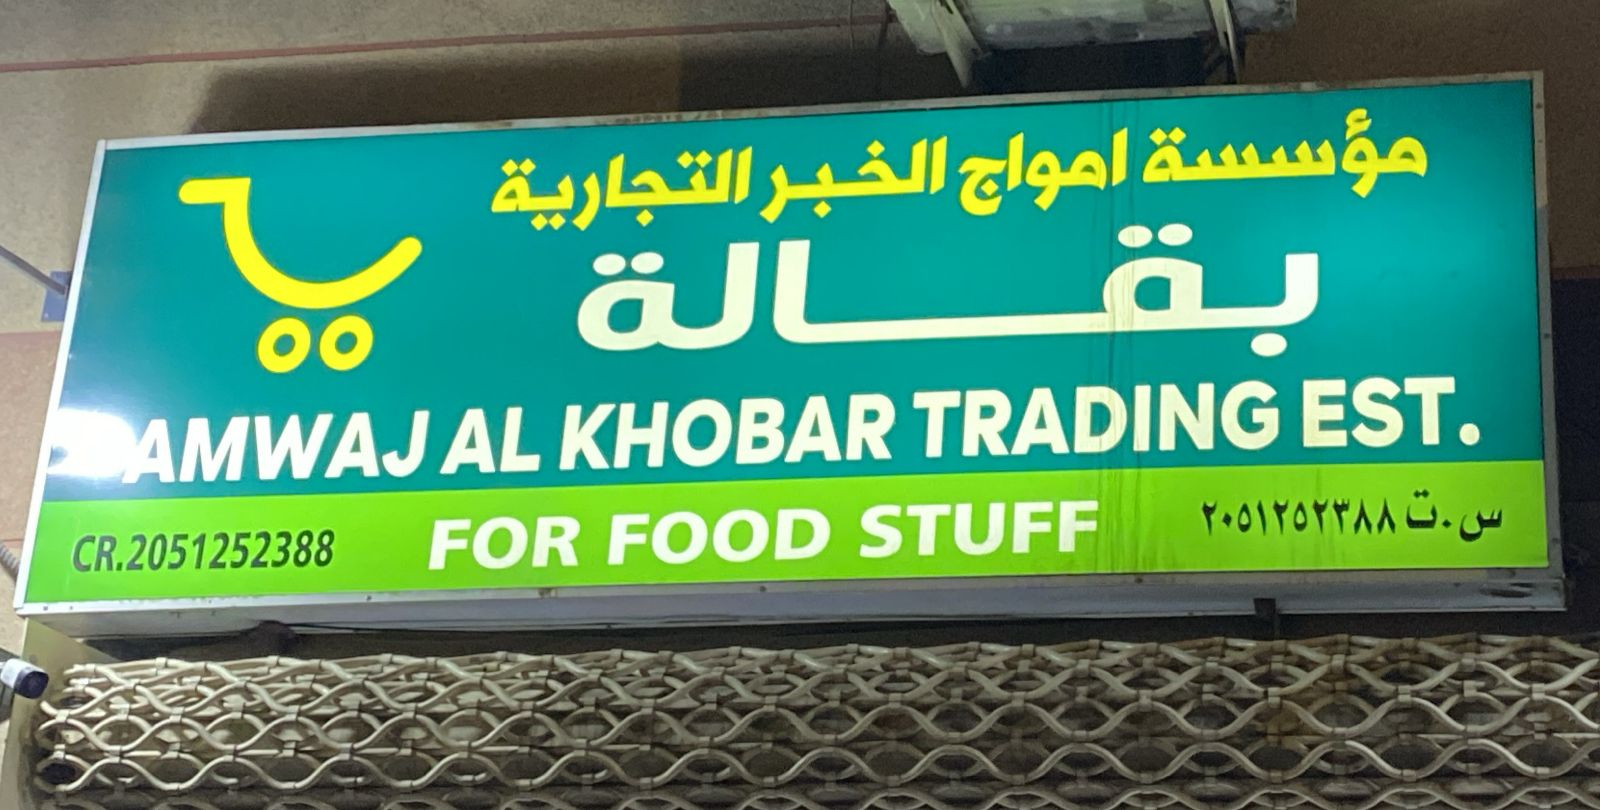 مؤسسة امواج الخبر التجارية
بقالة
AMWAJ AL KHOBAR TRADING EST.
CR.2051252388 FOR FOOD STUFF س.ت ٢٠٥١٢٥٢٣٨٨